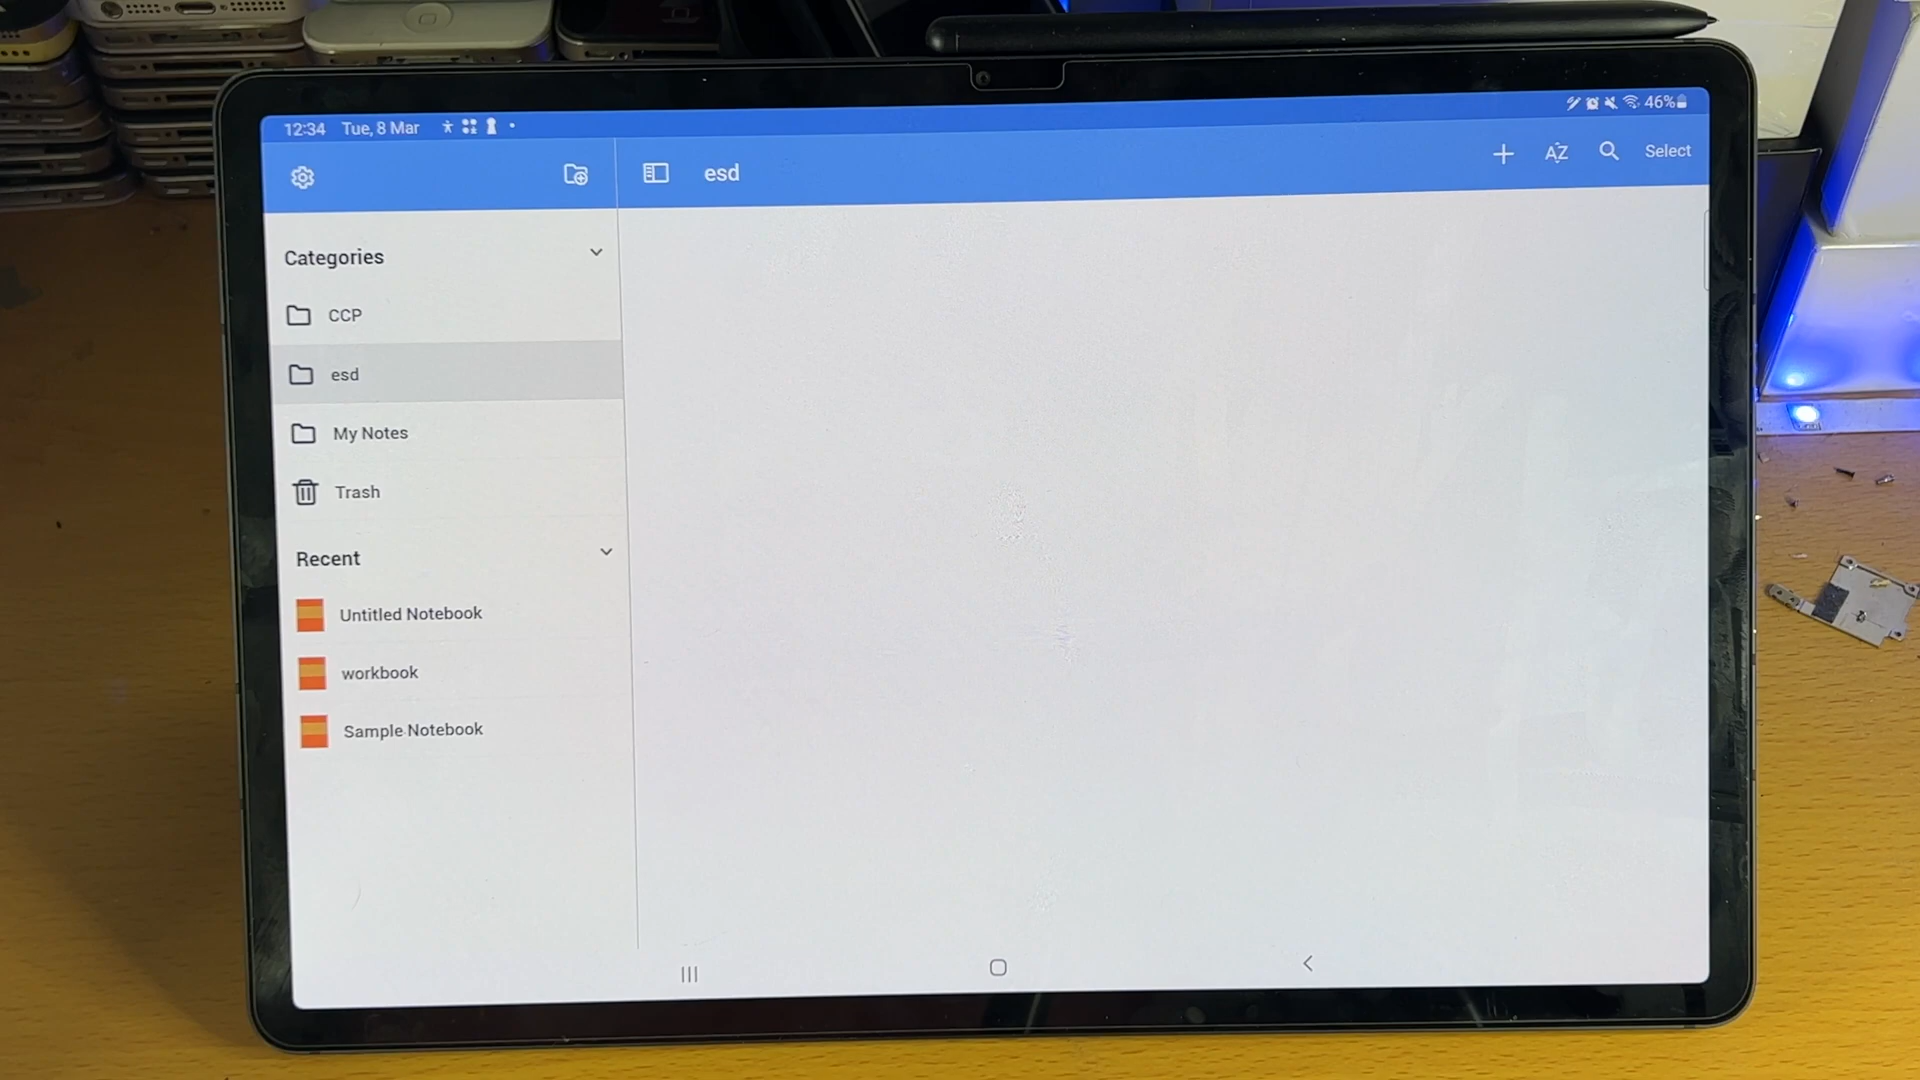 12:34 Tue, 8 Mar
46%
esd
AZ
Select
Categories
CCP
esd
My Notes
Trash
Recent
Untitled Notebook
workbook
Sample Notebook